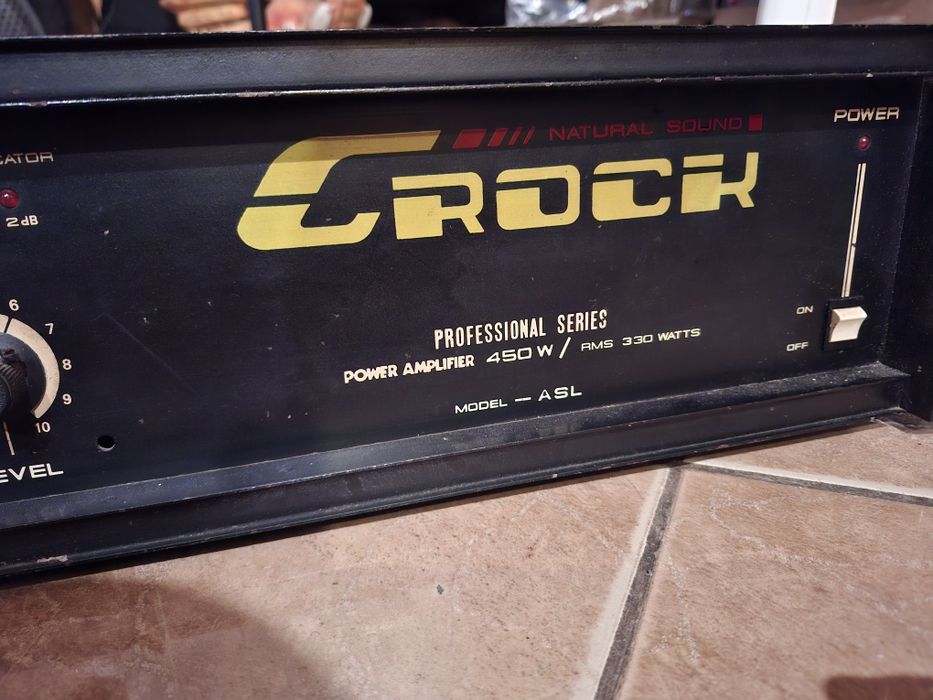 NATURAL SOUND
POWER
CATOR
CROCK
2dB
6
7
8
9
10
ON
OFF
PROFESSIONAL SERIES
POWER AMPLIFIER 450 W / RMS 330 WATTS
MODEL — ASL
EVEL